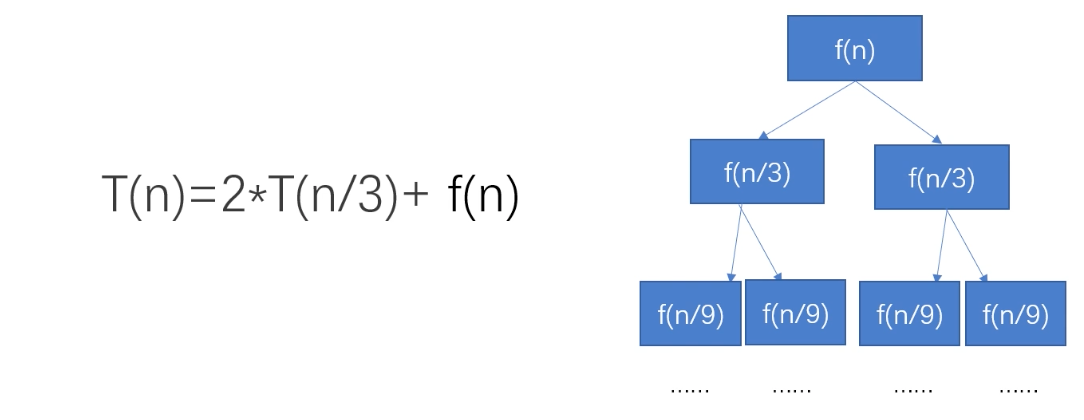 f(n)
T(n)=2*T(n/3)+ f(n)
f(n/3) f(n/3)
f(n/9) f(n/9) f(n/9) f(n/9)
...... ...... ...... ......